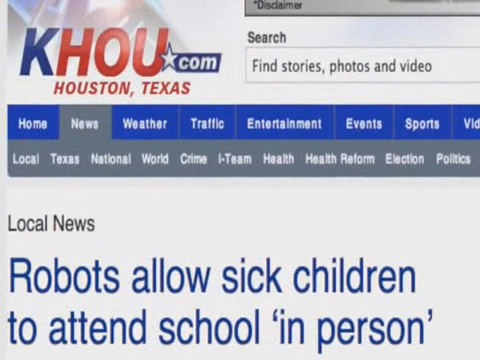 *Disclaimer
KHOU.com
HOUSTON, TEXAS
Search
Find stories, photos and video
Home News Weather Traffic Entertainment Events Sports Vid
Local Texas National World Crime I-Team Health Health Reform Election Politics
Local News
Robots allow sick children
to attend school ‘in person’